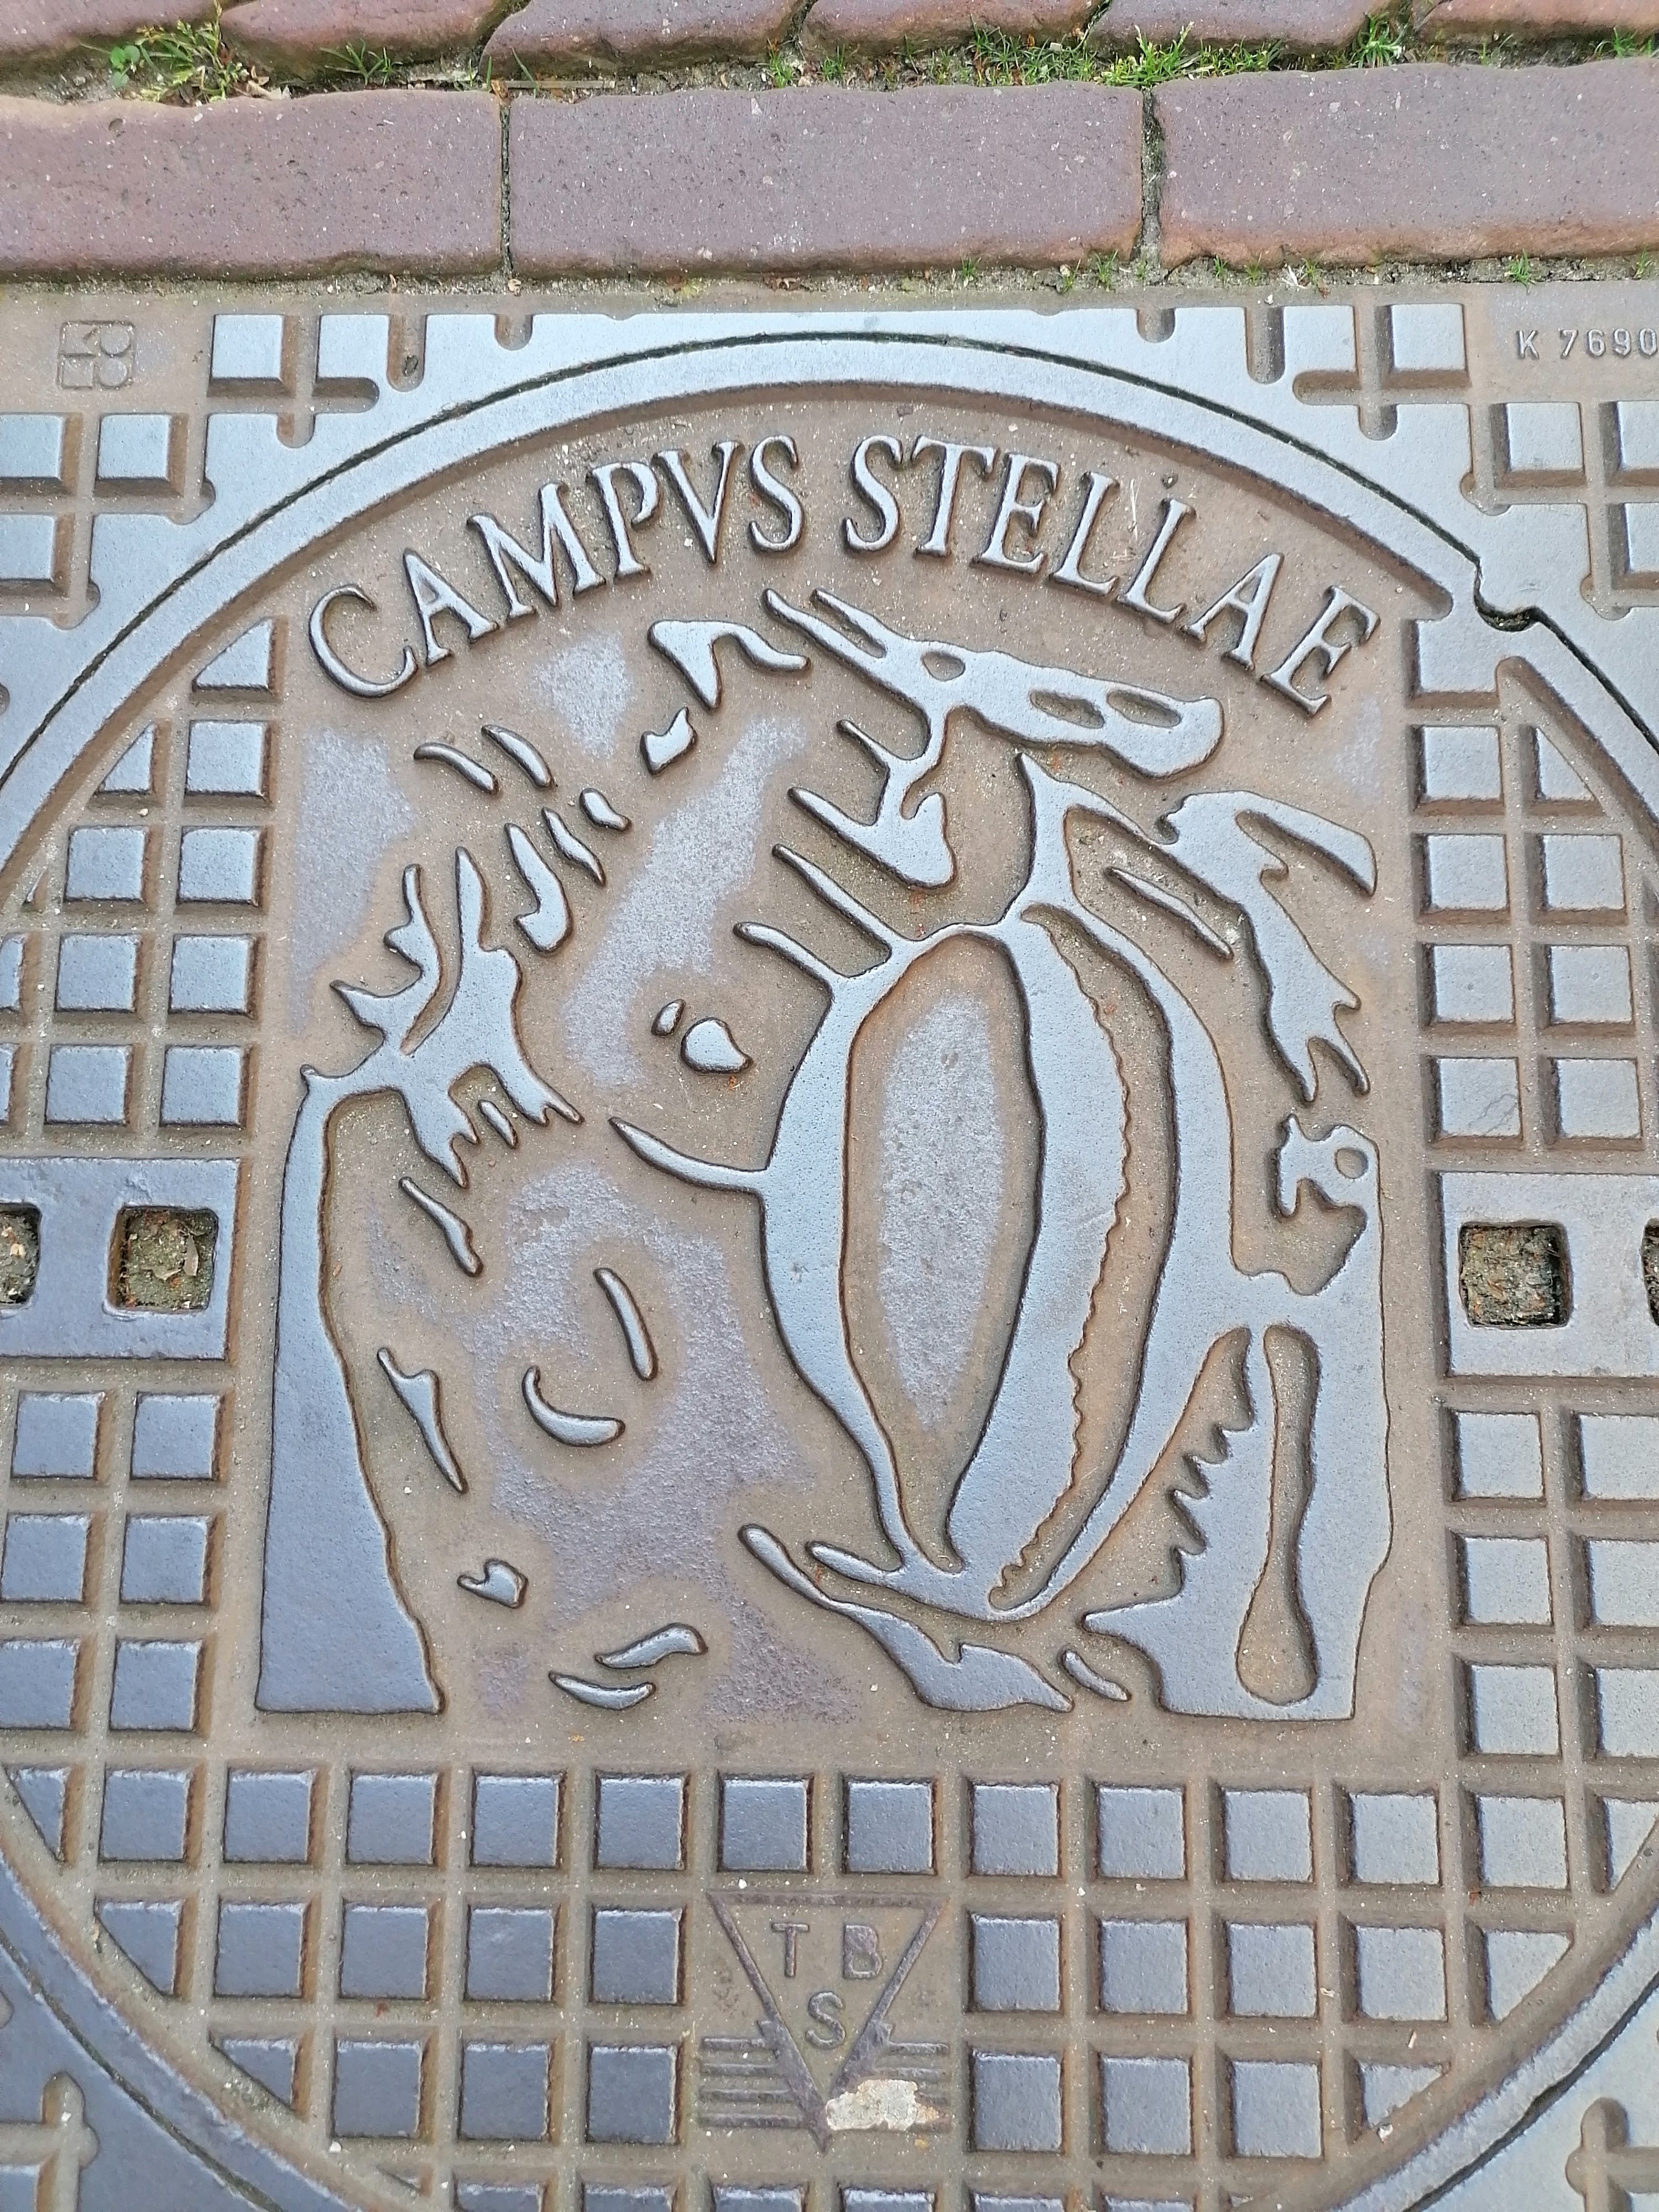 K 7690
CAMPVS STELLAE
T B
S